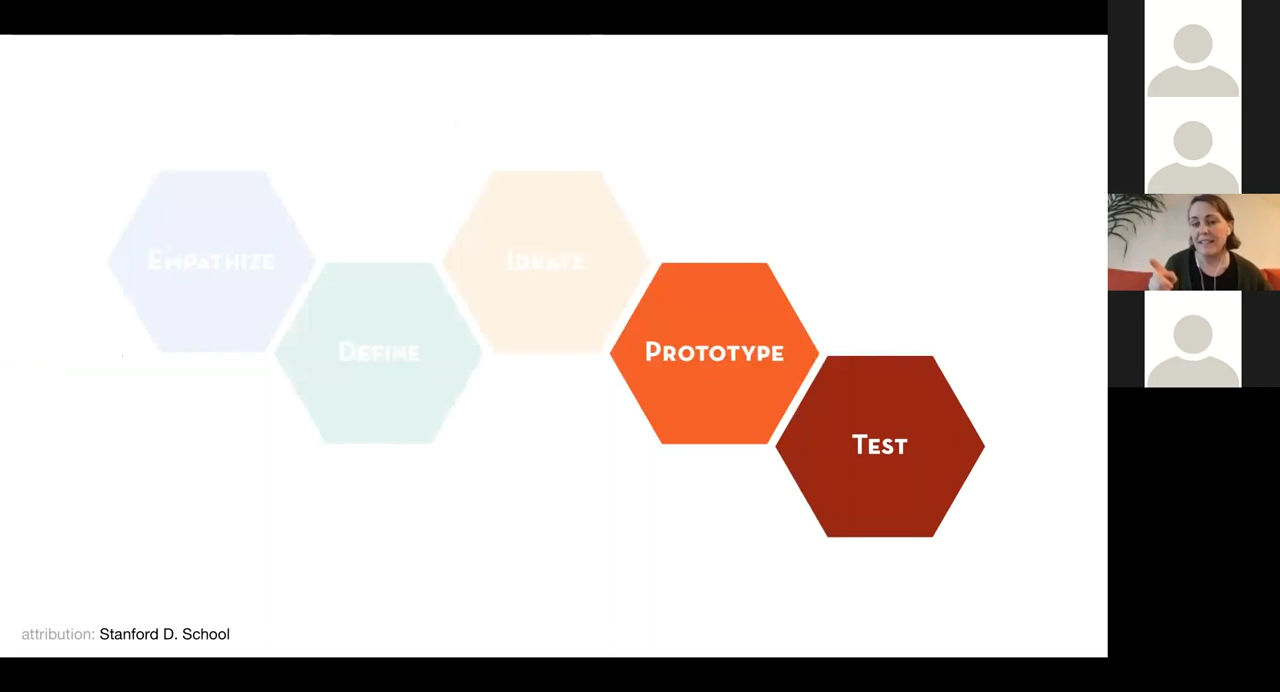 EMPATHIZE
IDEATE
DEFINE
PROTOTYPE
TEST
attribution: Stanford D. School